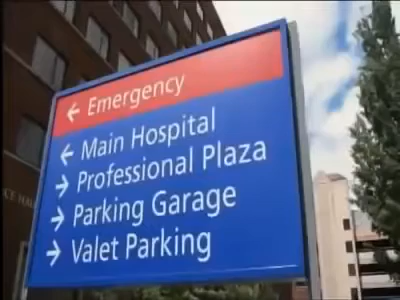 ← Emergency
← Main Hospital
→ Professional Plaza
→ Parking Garage
→ Valet Parking